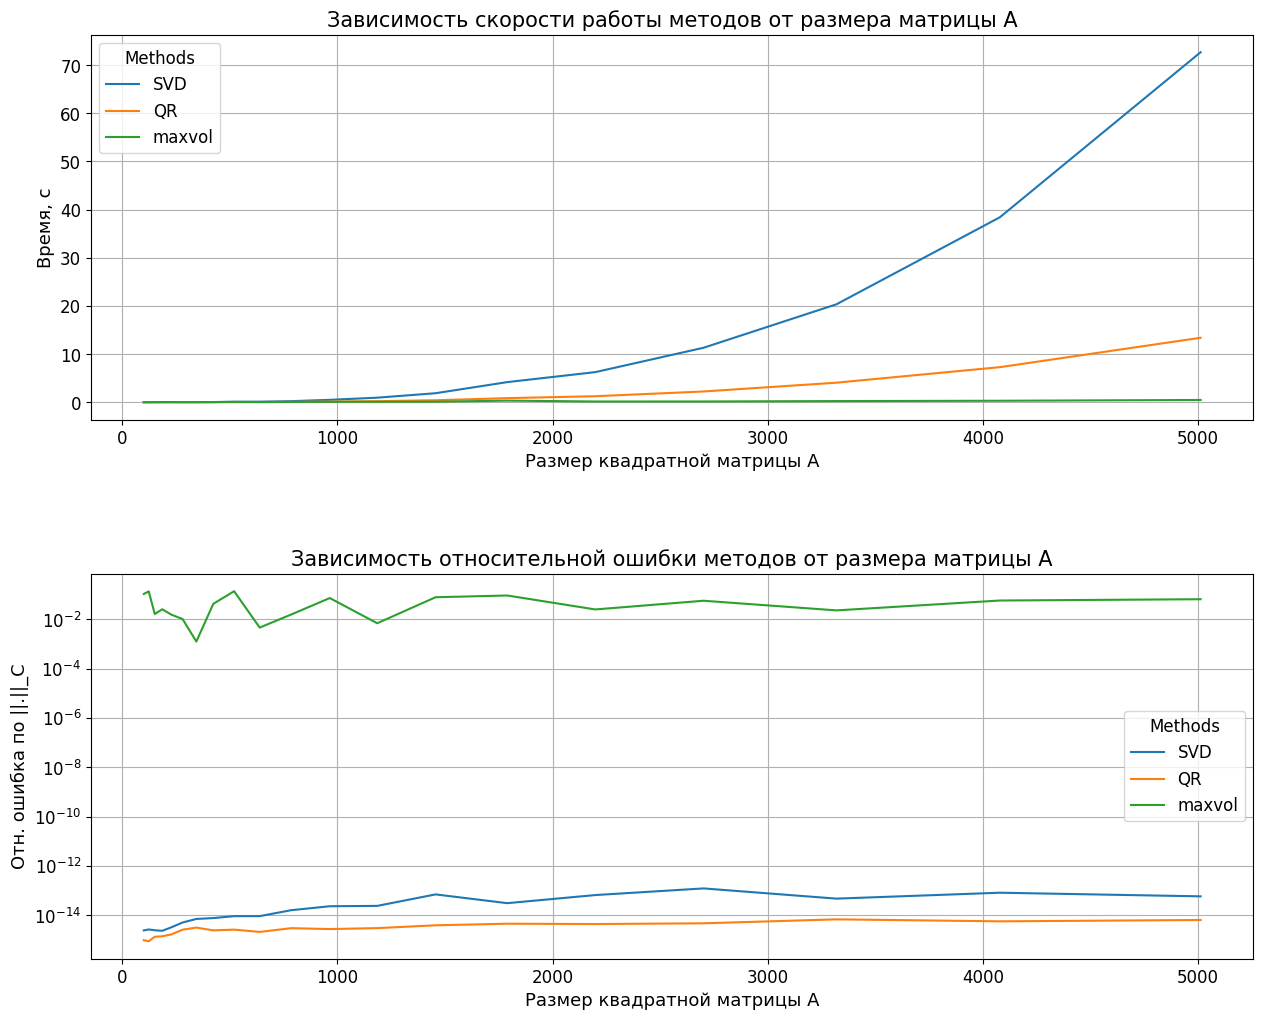 Зависимость скорости работы методов от размера матрицы А
Methods
SVD
QR
maxvol
Время, с
70
60
50
40
30
20
10
0
0 1000 2000 3000 4000 5000
Размер квадратной матрицы А
Зависимость относительной ошибки методов от размера матрицы А
Отн. ошибка по ||.||_C
10⁻²
10⁻⁴
10⁻⁶
10⁻⁸
10⁻¹⁰
10⁻¹²
10⁻¹⁴
Methods
SVD
QR
maxvol
0 1000 2000 3000 4000 5000
Размер квадратной матрицы А